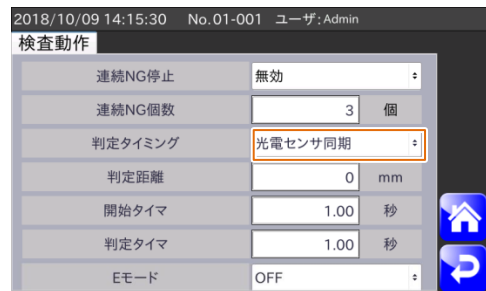 2018/10/09 14:15:30 No.01-001 ユーザ:Admin
検査動作
連続NG停止 無効
連続NG個数 3 個
判定タイミング 光電センサ同期
判定距離 0 mm
開始タイマ 1.00 秒
判定タイマ 1.00 秒
Eモード OFF